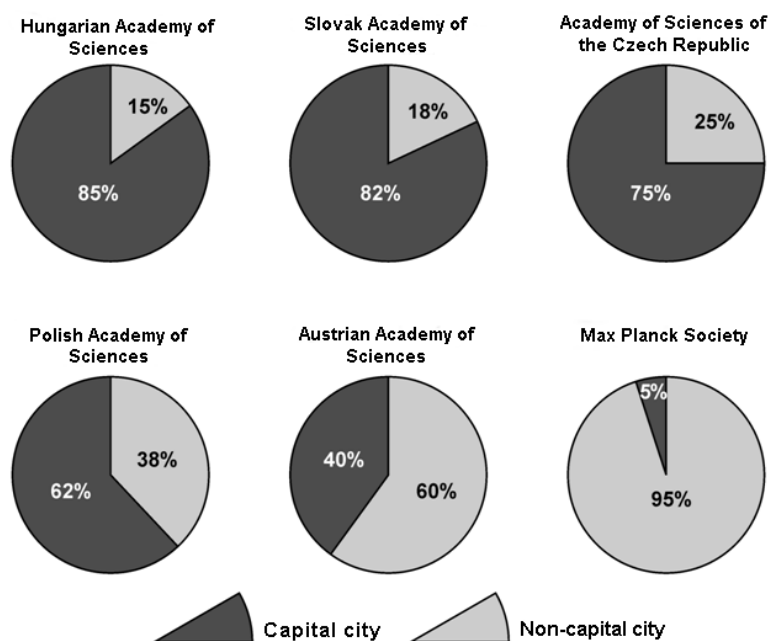 Hungarian Academy of
Sciences
Slovak Academy of
Sciences
Academy of Sciences of
the Czech Republic
15%
85%
18%
82%
25%
75%
Polish Academy of
Sciences
Austrian Academy of
Sciences
Max Planck Society
38%
62%
40%
60%
5%
95%
Capital city
Non-capital city